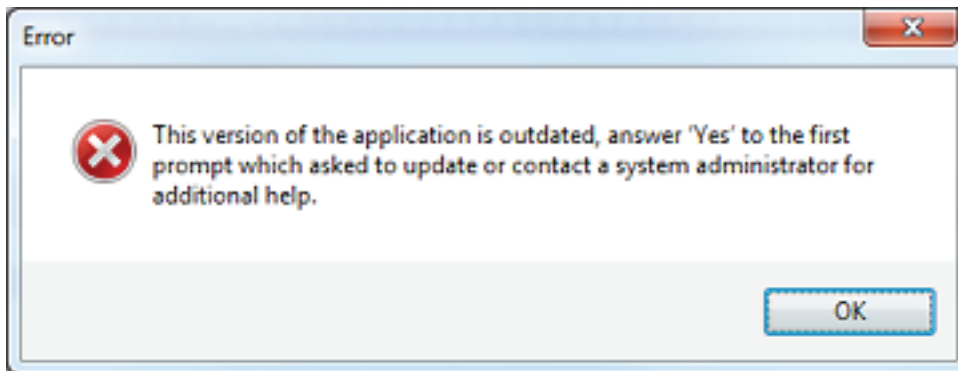 Error
This version of the application is outdated, answer 'Yes' to the first
prompt which asked to update or contact a system administrator for
additional help.
OK